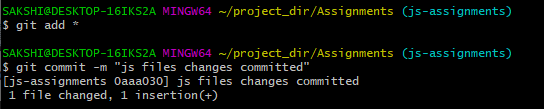 SAKSHI@DESKTOP-16IKS2A MINGW64 ~/project_dir/Assignments (js-assignments)
$ git add *
SAKSHI@DESKTOP-16IKS2A MINGW64 ~/project_dir/Assignments (js-assignments)
$ git commit -m "js files changes committed"
[js-assignments 0aaa030] js files changes committed
1 file changed, 1 insertion(+)